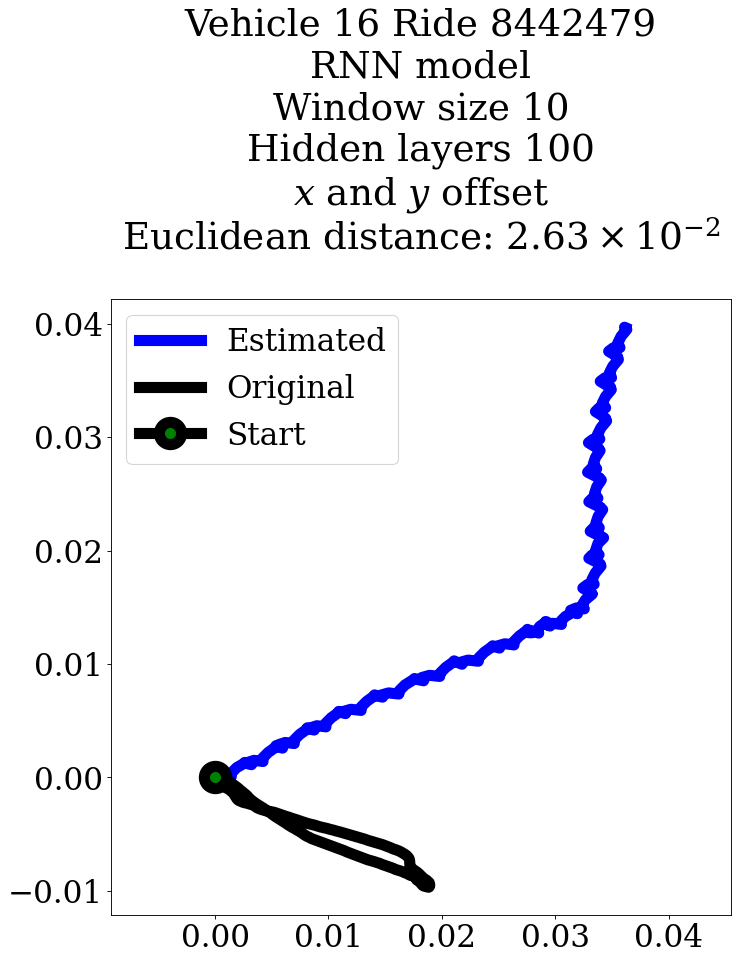 Vehicle 16 Ride 8442479
RNN model
Window size 10
Hidden layers 100
x and y offset
Euclidean distance: 2.63 × 10⁻²
Estimated
Original
Start
0.04
0.03
0.02
0.01
0.00
−0.01
0.00 0.01 0.02 0.03 0.04